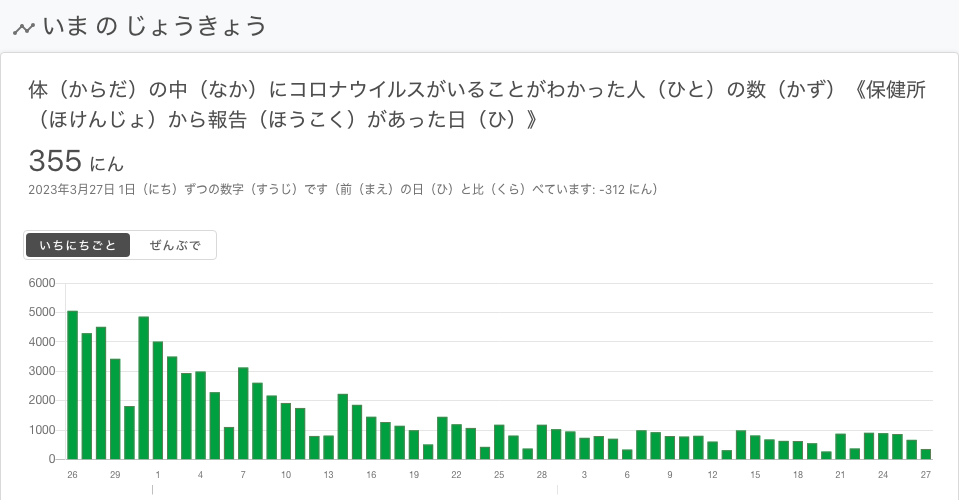 いま の じょうきょう
体（からだ）の中（なか）にコロナウイルスがいることがわかった人（ひと）の数（かず）《保健所
（ほけんじょ）から報告（ほうこく）があった日（ひ）》
355 にん
2023年3月27日 1日（にち）ずつの数字（すうじ）です（前（まえ）の日（ひ）と比（くら）べています: -312 にん）
いちにちごと ぜんぶで
6000
5000
4000
3000
2000
1000
0
26 29 1 4 7 10 13 16 19 22 25 28 3 6 9 12 15 18 21 24 27